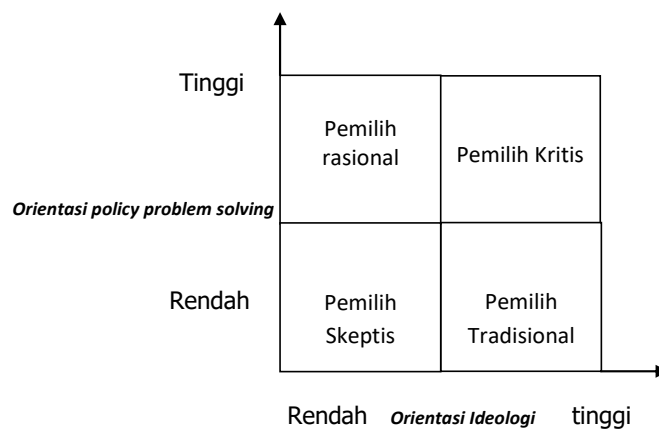 Tinggi
Pemilih
rasional
Pemilih Kritis
Orientasi policy problem solving
Rendah
Pemilih
Skeptis
Pemilih
Tradisional
Rendah Orientasi Ideologi tinggi